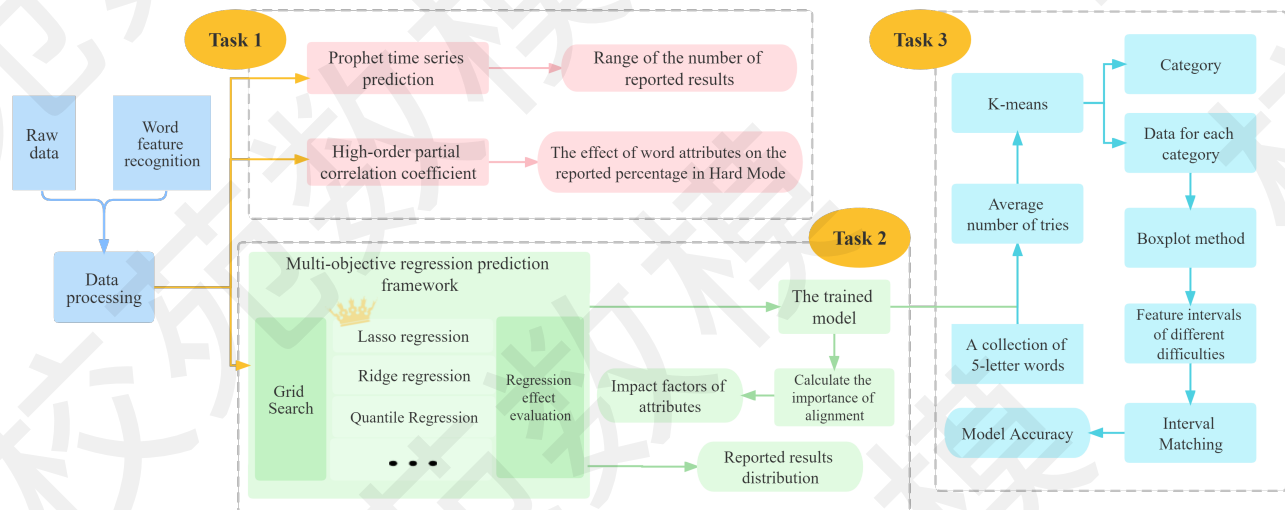 Task 1
Prophet time series
prediction
Range of the number of
reported results
High-order partial
correlation coefficient
The effect of word attributes on the
reported percentage in Hard Mode
Raw
data
Word
feature
recognition
Data
processing
Task 2
Multi-objective regression prediction
framework
Grid
Search
Lasso regression
Ridge regression
Quantile Regression
• • •
Regression
effect
evaluation
The trained
model
Calculate the
importance of
alignment
Impact factors of
attributes
Reported results
distribution
Task 3
K-means
Category
Data for each
category
Average
number of tries
Boxplot method
A collection of
5-letter words
Feature intervals
of different
difficulties
Interval
Matching
Model Accuracy
校苑数模